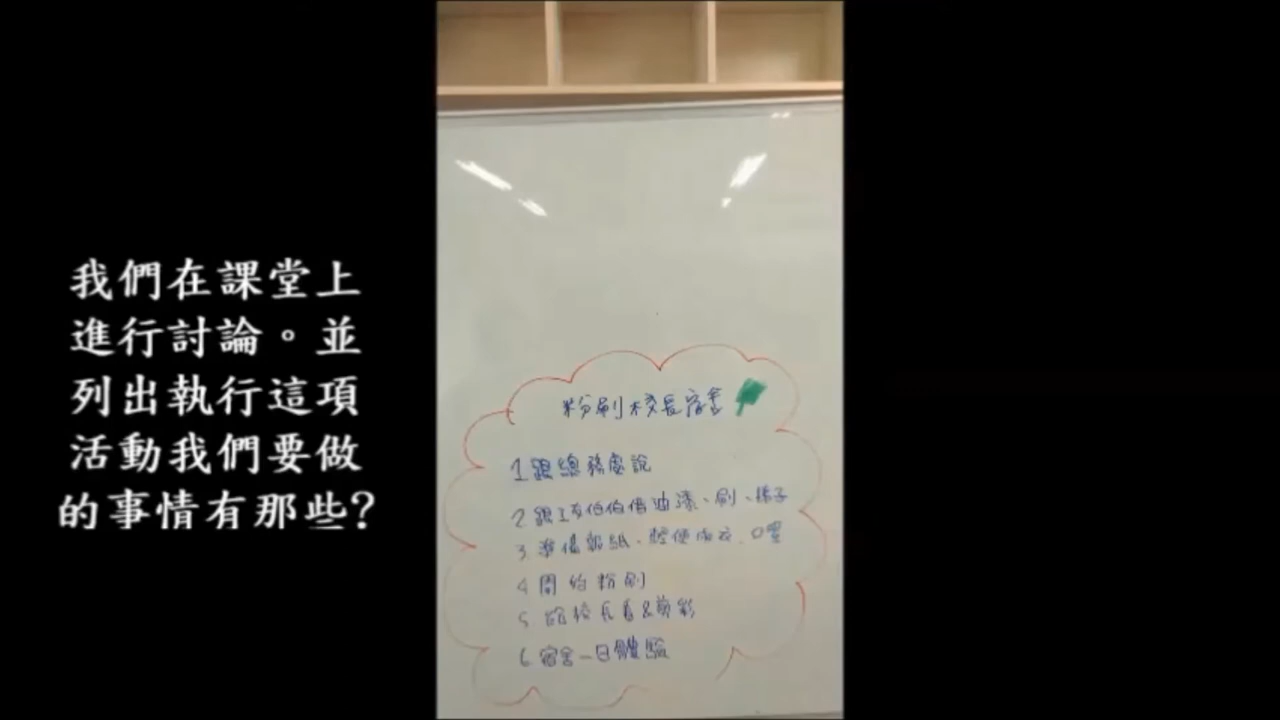 我們在課堂上
進行討論。並
列出執行這項
活動我們要做
的事情有那些?
粉刷校長宿舍
1 跟總務處說
2 跟工友伯伯借油漆、刷、梯子
3 準備報紙、輕便雨衣、口罩
4 開始粉刷
5 給校長看&剪彩
6 宿舍一日體驗